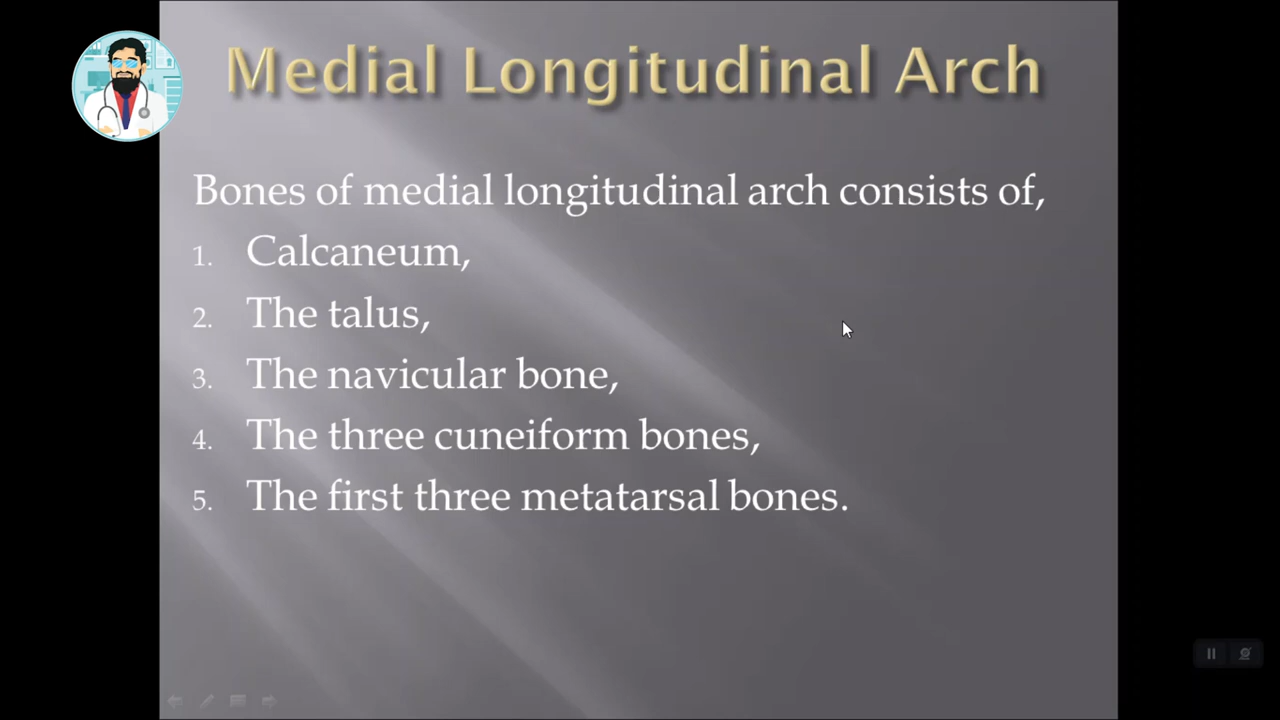 Medial Longitudinal Arch
Bones of medial longitudinal arch consists of,
1. Calcaneum,
2. The talus,
3. The navicular bone,
4. The three cuneiform bones,
5. The first three metatarsal bones.